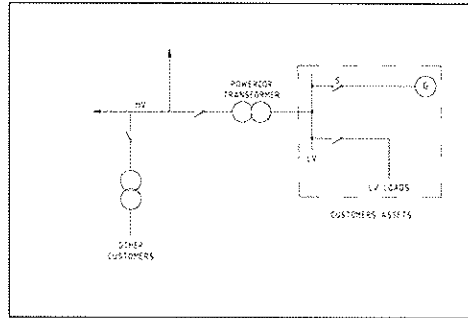 HV
POWERCOR
TRANSFORMER
S
G
LV
LV LOADS
CUSTOMERS ASSETS
OTHER
CUSTOMERS